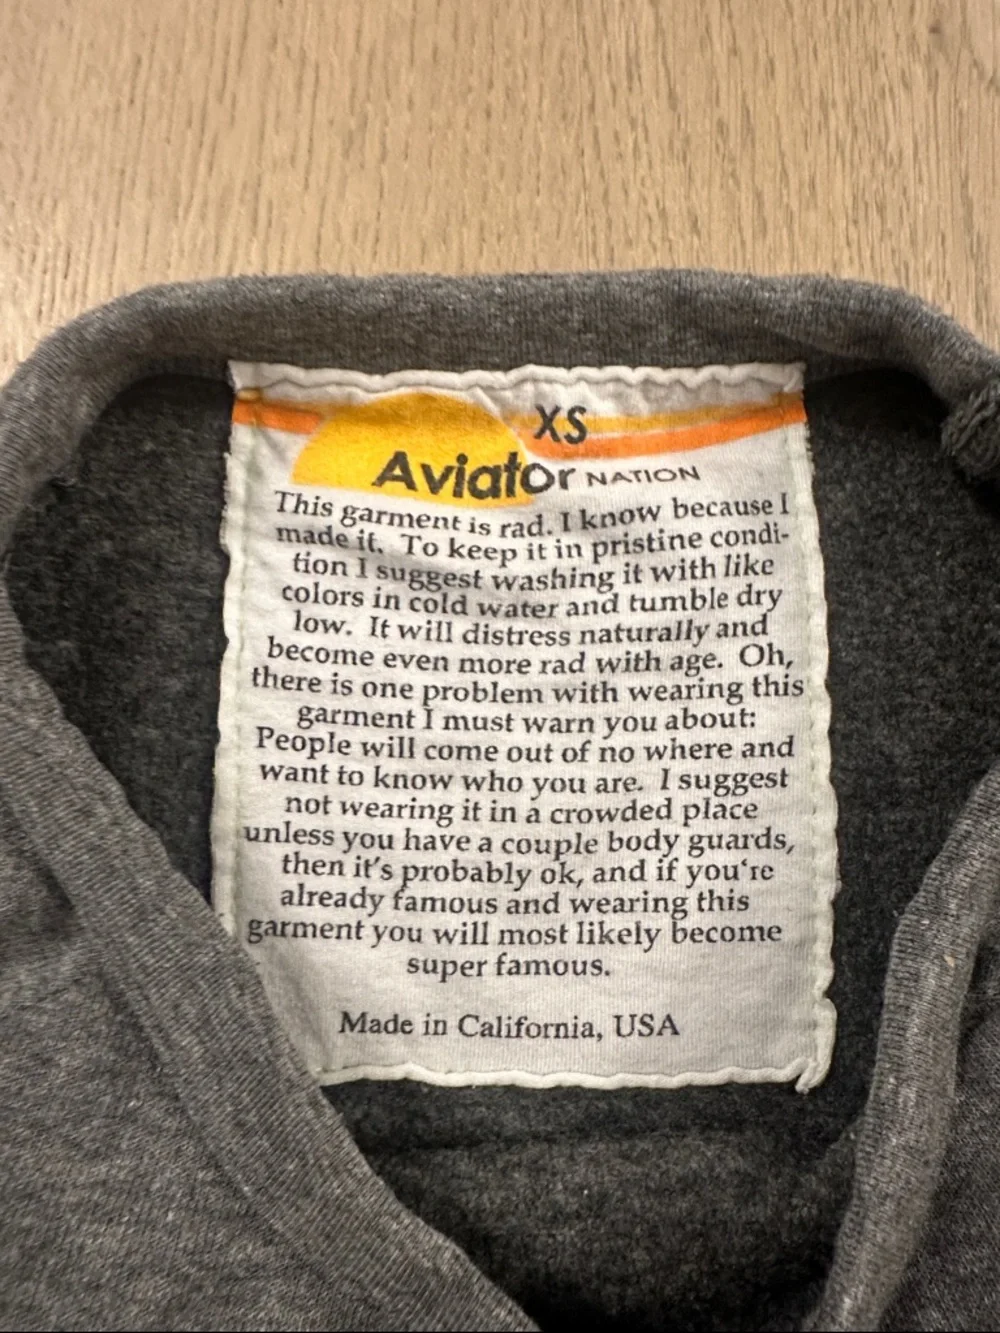 XS
Aviator NATION
This garment is rad. I know because I
made it. To keep it in pristine condi-
tion I suggest washing it with like
colors in cold water and tumble dry
low. It will distress naturally and
become even more rad with age. Oh,
there is one problem with wearing this
garment I must warn you about:
People will come out of no where and
want to know who you are. I suggest
not wearing it in a crowded place
unless you have a couple body guards,
then it's probably ok, and if you‘re
already famous and wearing this
garment you will most likely become
super famous.
Made in California, USA